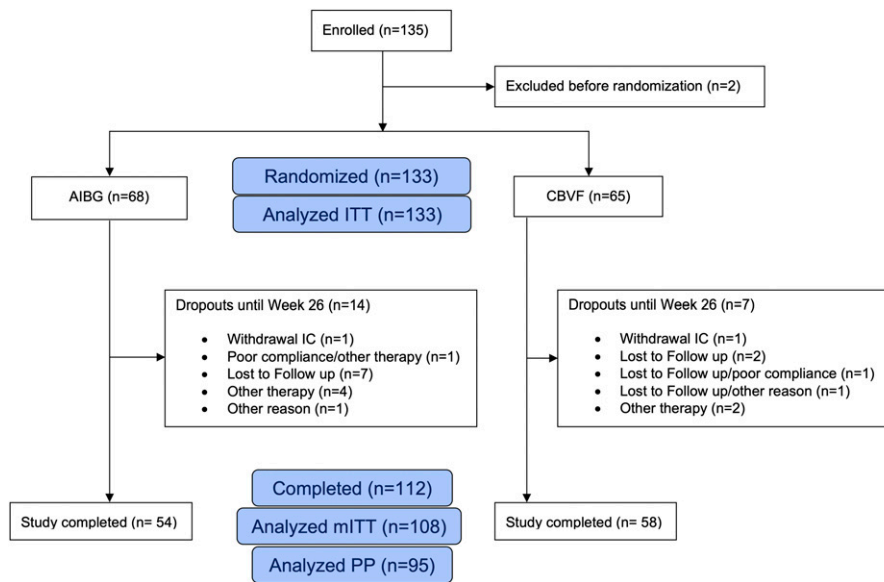 Enrolled (n=135)
Excluded before randomization (n=2)
Randomized (n=133)
AIBG (n=68)
CBVF (n=65)
Analyzed ITT (n=133)
Dropouts until Week 26 (n=14)
• Withdrawal IC (n=1)
• Poor compliance/other therapy (n=1)
• Lost to Follow up (n=7)
• Other therapy (n=4)
• Other reason (n=1)
Dropouts until Week 26 (n=7)
• Withdrawal IC (n=1)
• Lost to Follow up (n=2)
• Lost to Follow up/poor compliance (n=1)
• Lost to Follow up/other reason (n=1)
• Other therapy (n=2)
Completed (n=112)
Study completed (n= 54)
Analyzed mITT (n=108)
Study completed (n= 58)
Analyzed PP (n=95)